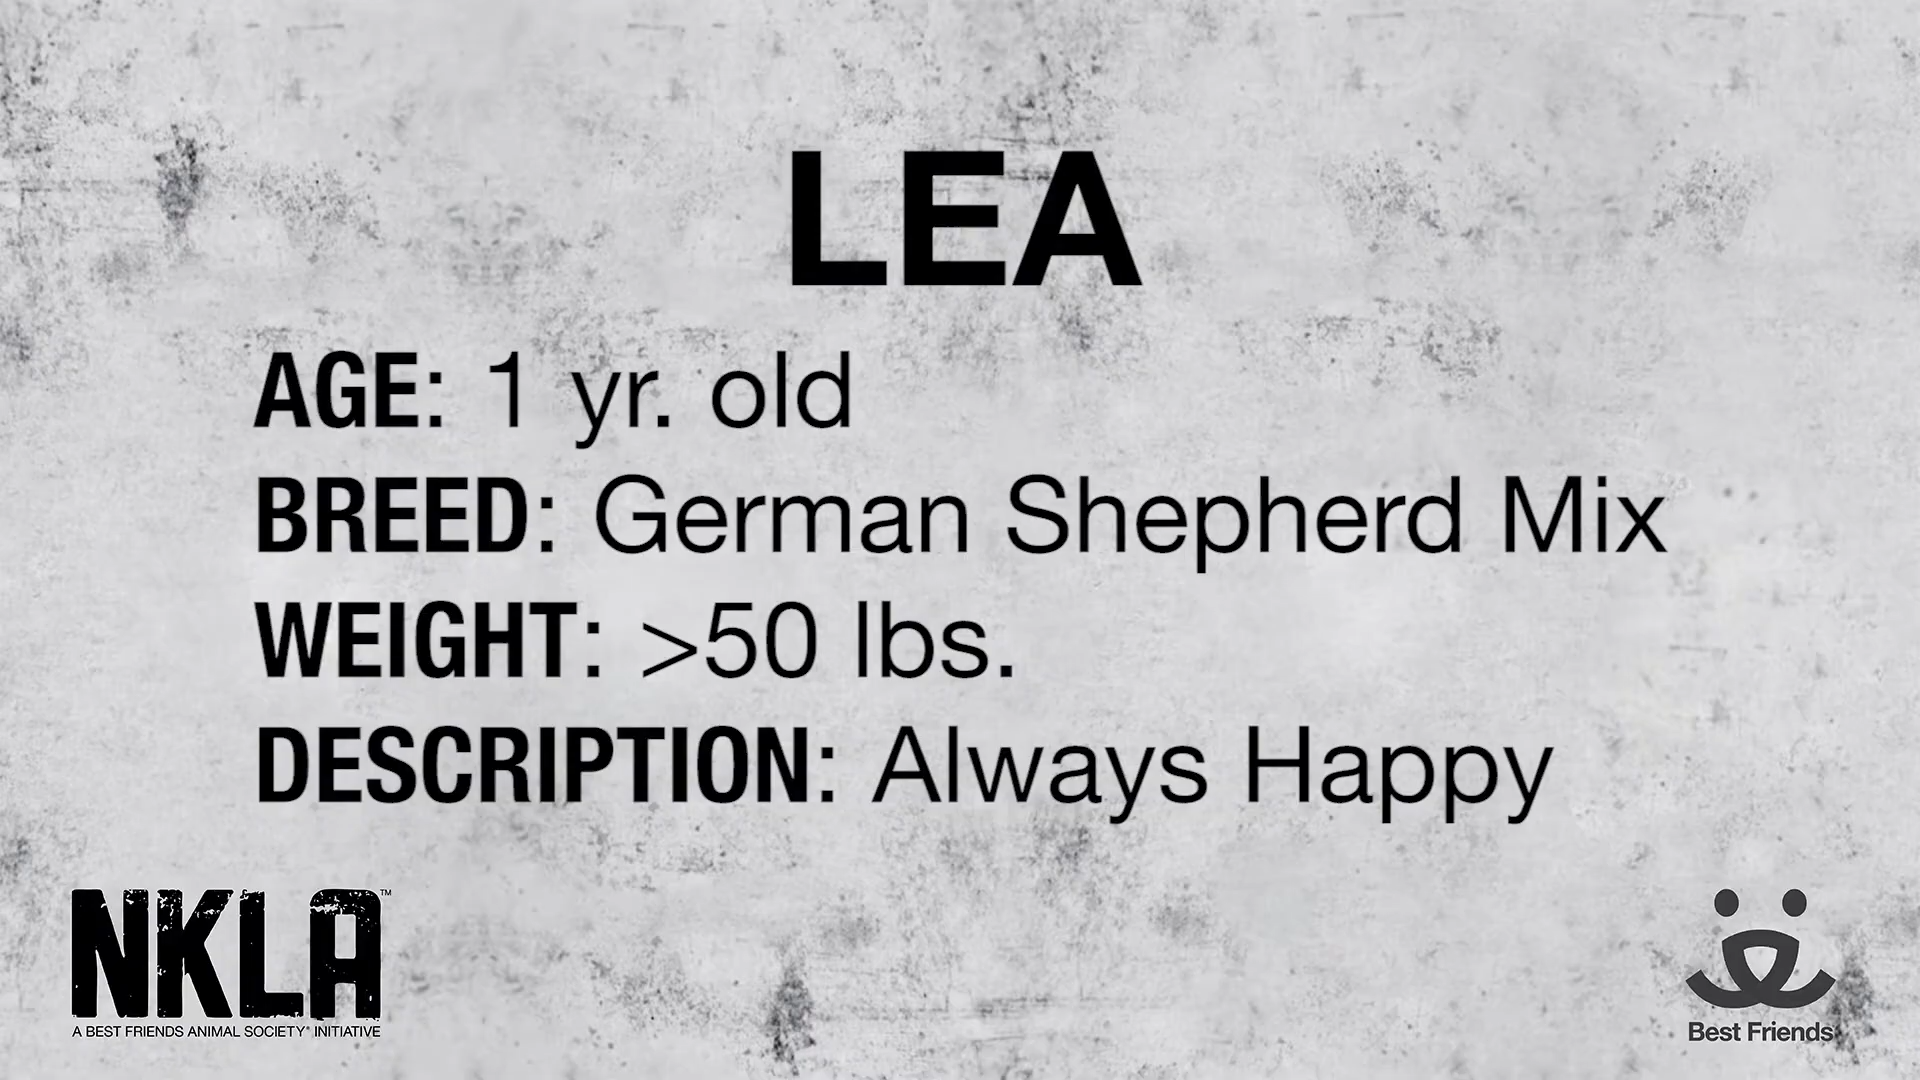 LEA
AGE: 1 yr. old
BREED: German Shepherd Mix
WEIGHT: >50 lbs.
DESCRIPTION: Always Happy
NKLA™
A BEST FRIENDS ANIMAL SOCIETY® INITIATIVE
Best Friends